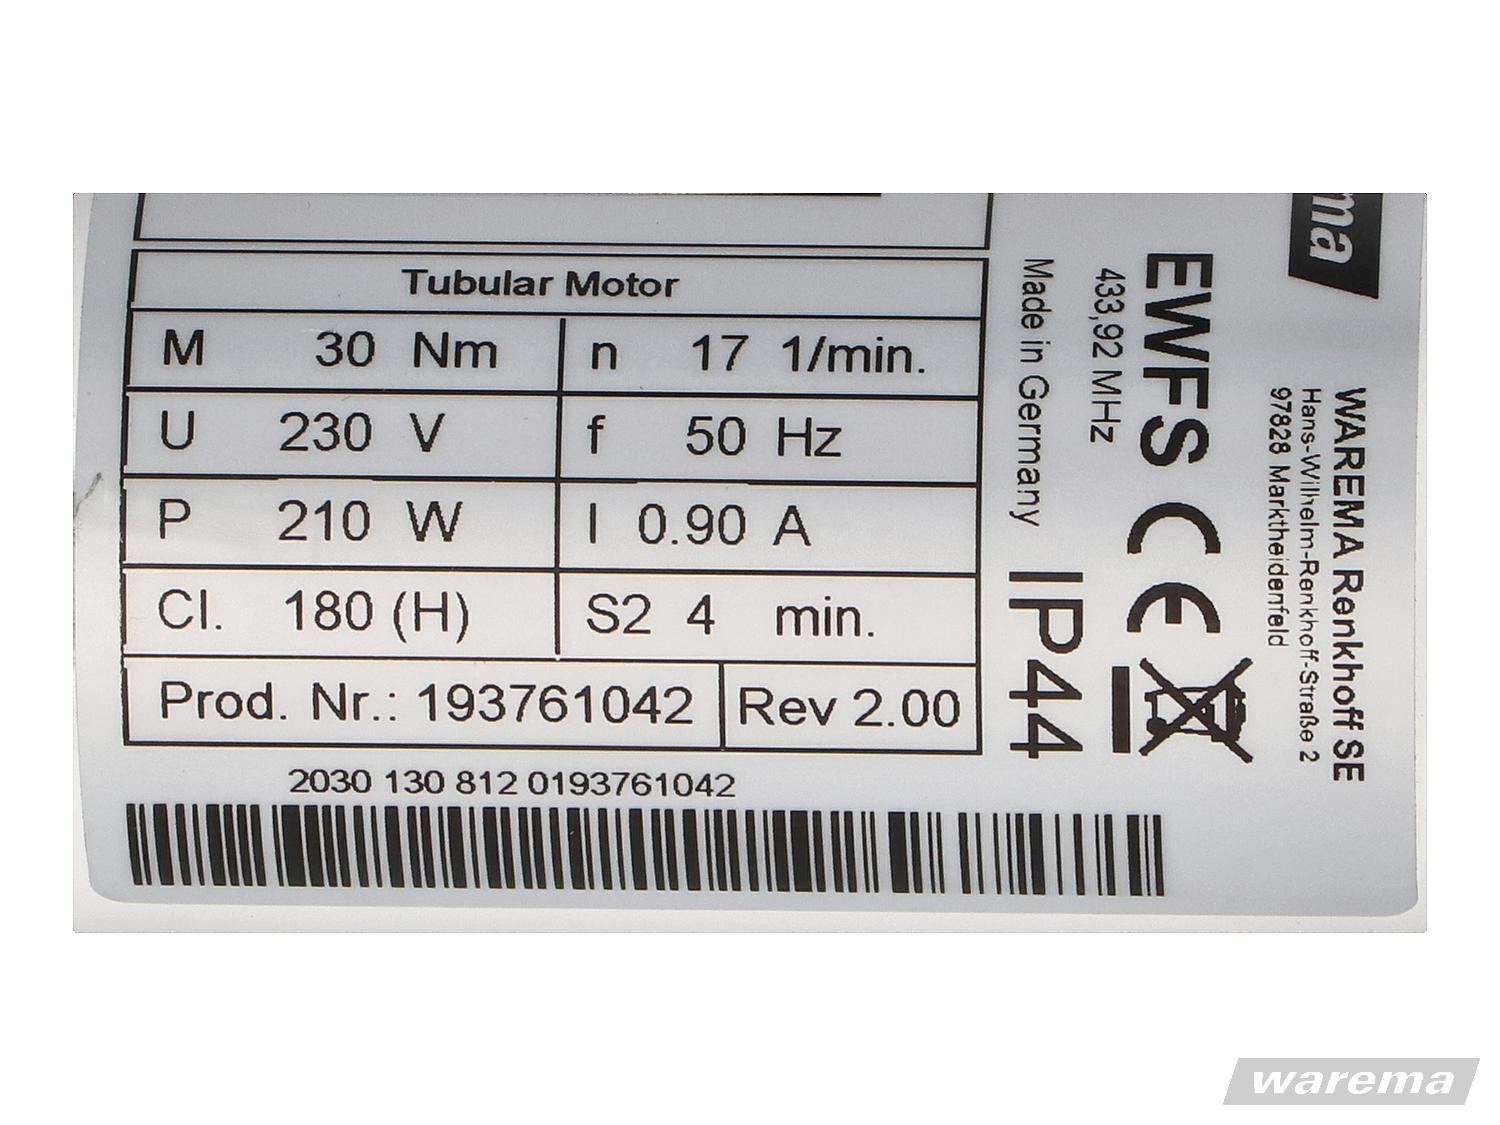 Tubular Motor
M 30 Nm n 17 1/min.
U 230 V f 50 Hz
P 210 W I 0.90 A
Cl. 180 (H) S2 4 min.
Prod. Nr.: 193761042 Rev 2.00
2030 130 812 0193761042
Made in Germany IP44
433,92 MHz
EWFS CE
ma
WAREMA Renkhoff SE
Hans-Wilhelm-Renkhoff-Straße 2
97828 Marktheidenfeld
warema